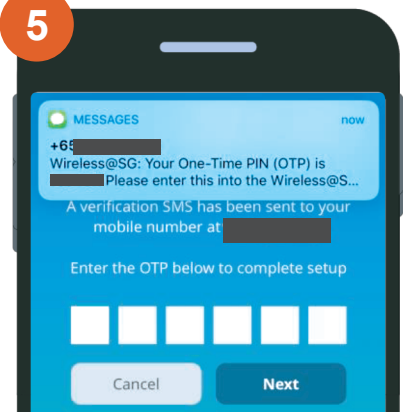 5
MESSAGES now
+65
Wireless@SG: Your One-Time PIN (OTP) is
Please enter this into the Wireless@S...
A verification SMS has been sent to your
mobile number at
Enter the OTP below to complete setup
Cancel Next